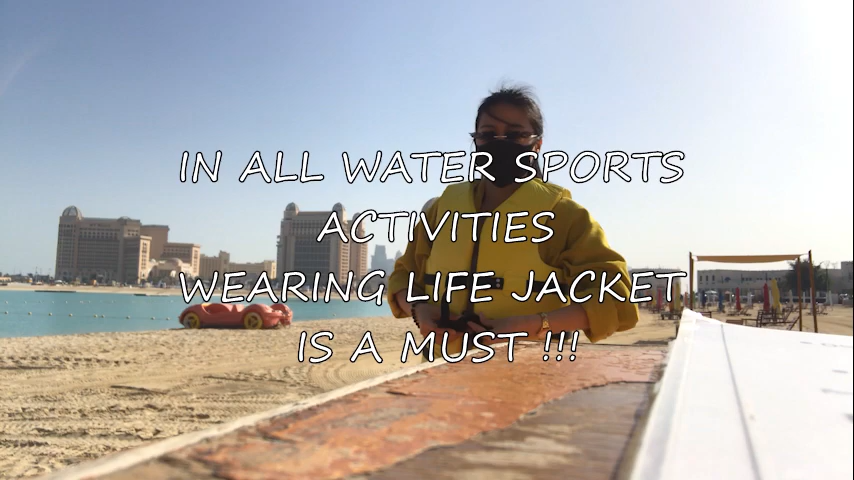 IN ALL WATER SPORTS
ACTIVITIES
WEARING LIFE JACKET
IS A MUST !!!